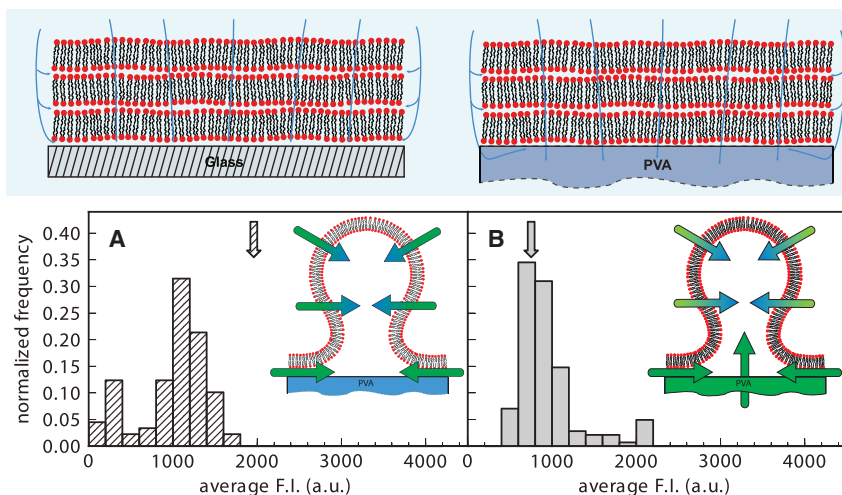 Glass
PVA
A
B
normalized frequency
0.40
0.35
0.30
0.25
0.20
0.15
0.10
0.05
0.00
PVA
PVA
0 1000 2000 3000 4000
0 1000 2000 3000 4000
average F.I. (a.u.)
average F.I. (a.u.)